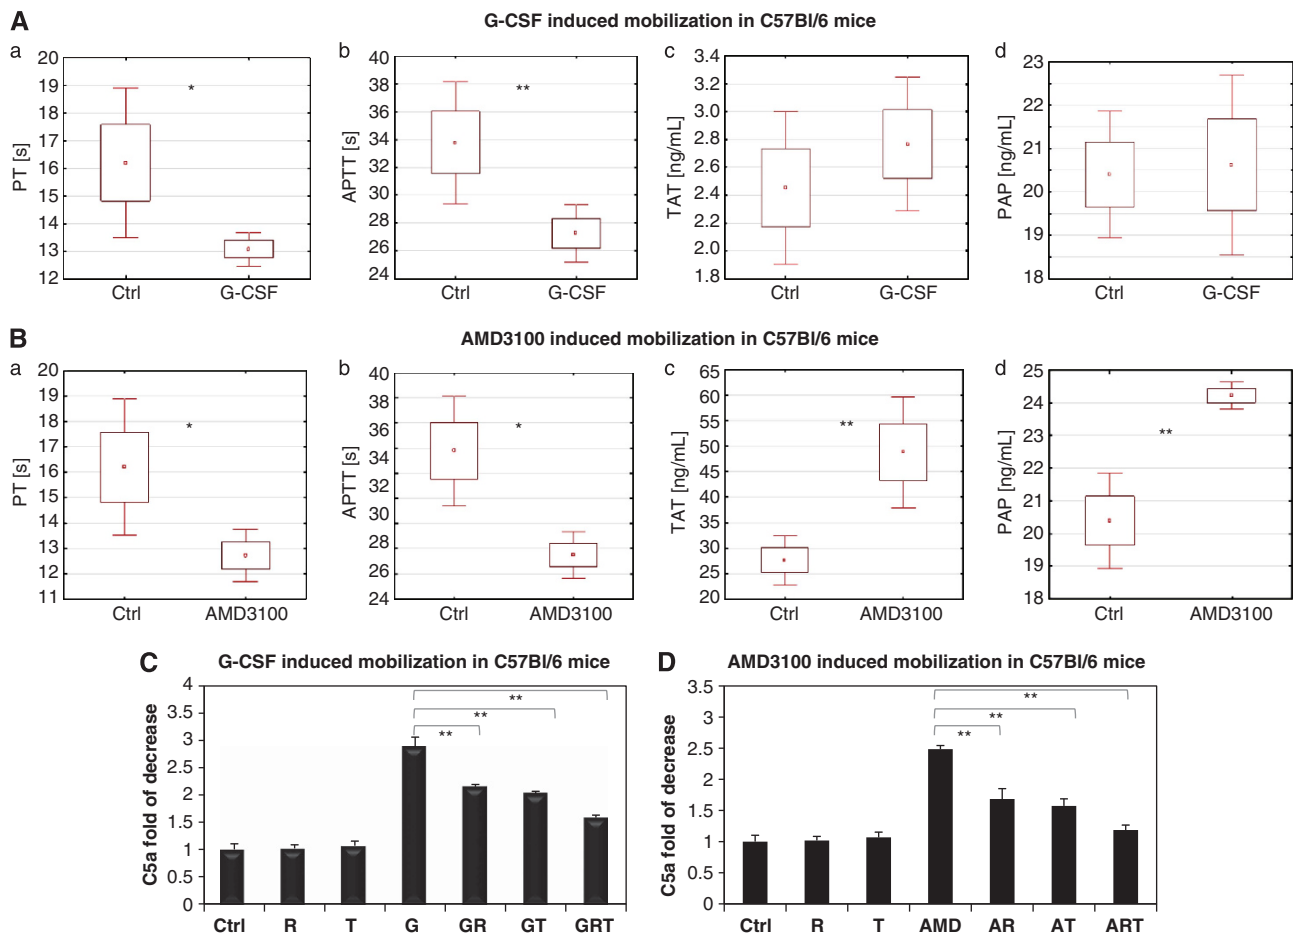 A
G-CSF induced mobilization in C57Bl/6 mice
a
PT [s]
20
19
18
17
16
15
14
13
12
*
Ctrl
G-CSF
b
APTT [s]
40
38
36
34
32
30
28
26
24
**
Ctrl
G-CSF
c
TAT [ng/mL]
3.4
3.2
3.0
2.8
2.6
2.4
2.2
2.0
1.8
Ctrl
G-CSF
d
PAP [ng/mL]
23
22
21
20
19
18
Ctrl
G-CSF
B
AMD3100 induced mobilization in C57Bl/6 mice
a
PT [s]
20
19
18
17
16
15
14
13
12
11
*
Ctrl
AMD3100
b
APTT [s]
40
38
36
34
32
30
28
26
24
*
Ctrl
AMD3100
c
TAT [ng/mL]
65
60
55
50
45
40
35
30
25
20
**
Ctrl
AMD3100
d
PAP [ng/mL]
25
24
23
22
21
20
19
18
**
Ctrl
AMD3100
C
G-CSF induced mobilization in C57Bl/6 mice
C5a fold of decrease
4
3.5
3
2.5
2
1.5
1
0.5
0
**
**
**
Ctrl R T G GR GT GRT
D
AMD3100 induced mobilization in C57Bl/6 mice
C5a fold of decrease
3.5
3
2.5
2
1.5
1
0.5
0
**
**
**
Ctrl R T AMD AR AT ART